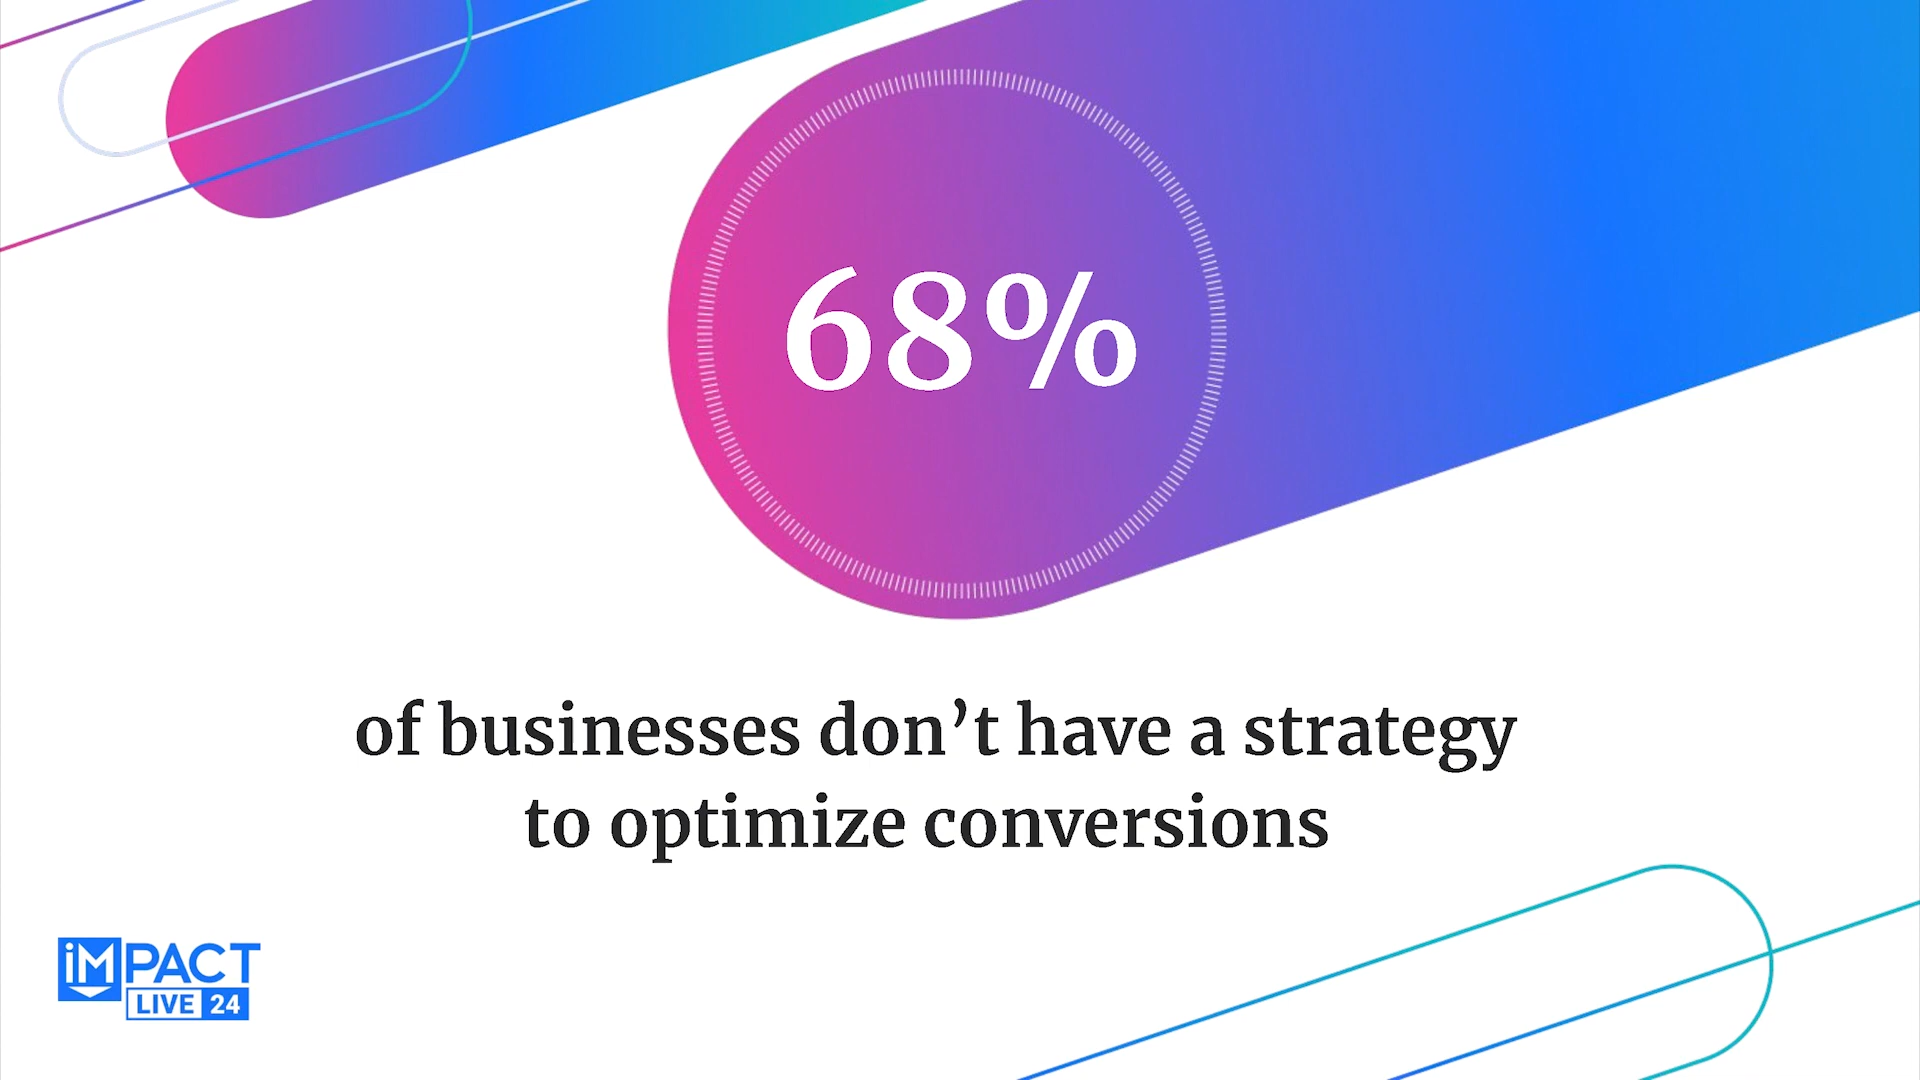 68%
of businesses don’t have a strategy
to optimize conversions
iMPACT
LIVE 24